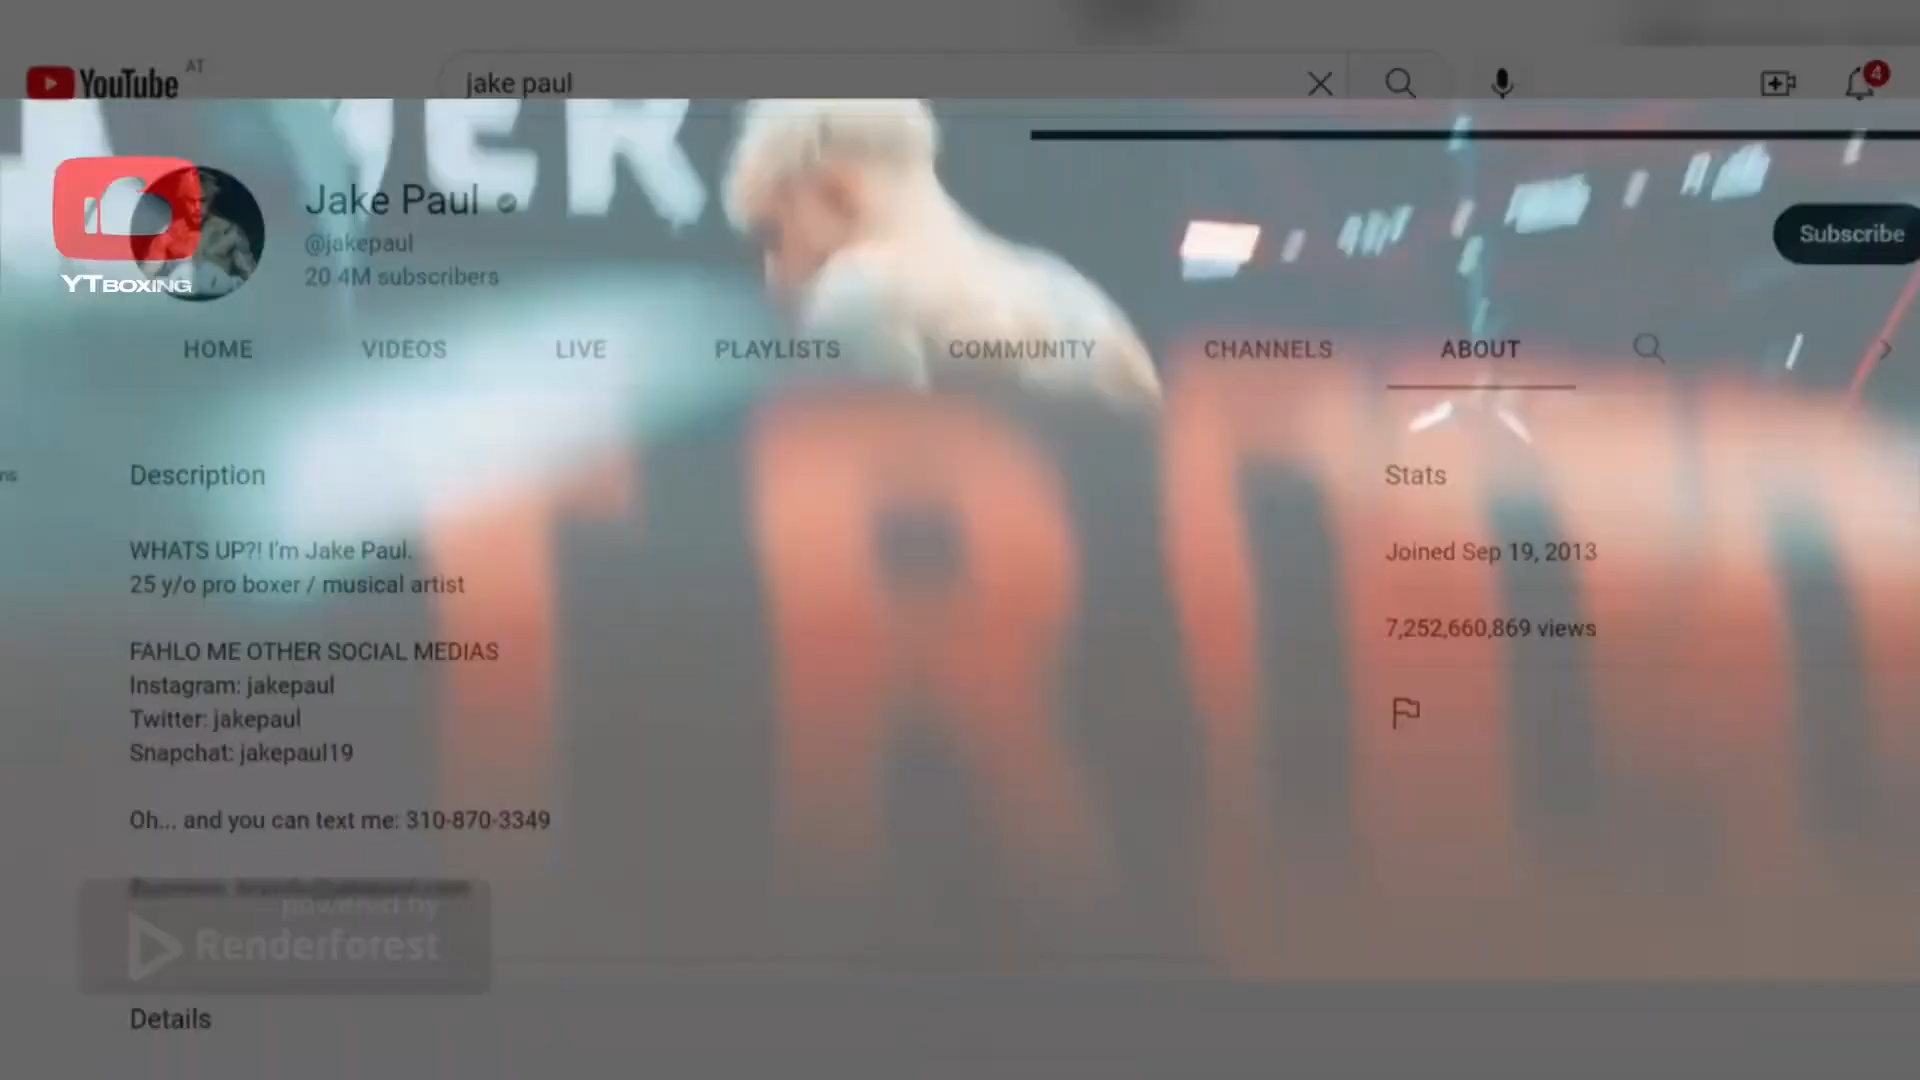 YouTube AT
jake paul
4
Jake Paul
@jakepaul
20.4M subscribers
Subscribe
YTBOXING
HOME VIDEOS LIVE PLAYLISTS COMMUNITY CHANNELS ABOUT
Description
Stats
WHATS UP?! I'm Jake Paul.
25 y/o pro boxer / musical artist
Joined Sep 19, 2013
7,252,660,869 views
FAHLO ME OTHER SOCIAL MEDIAS
Instagram: jakepaul
Twitter: jakepaul
Snapchat: jakepaul19
Oh... and you can text me: 310-870-3349
powered by
Renderforest
Details